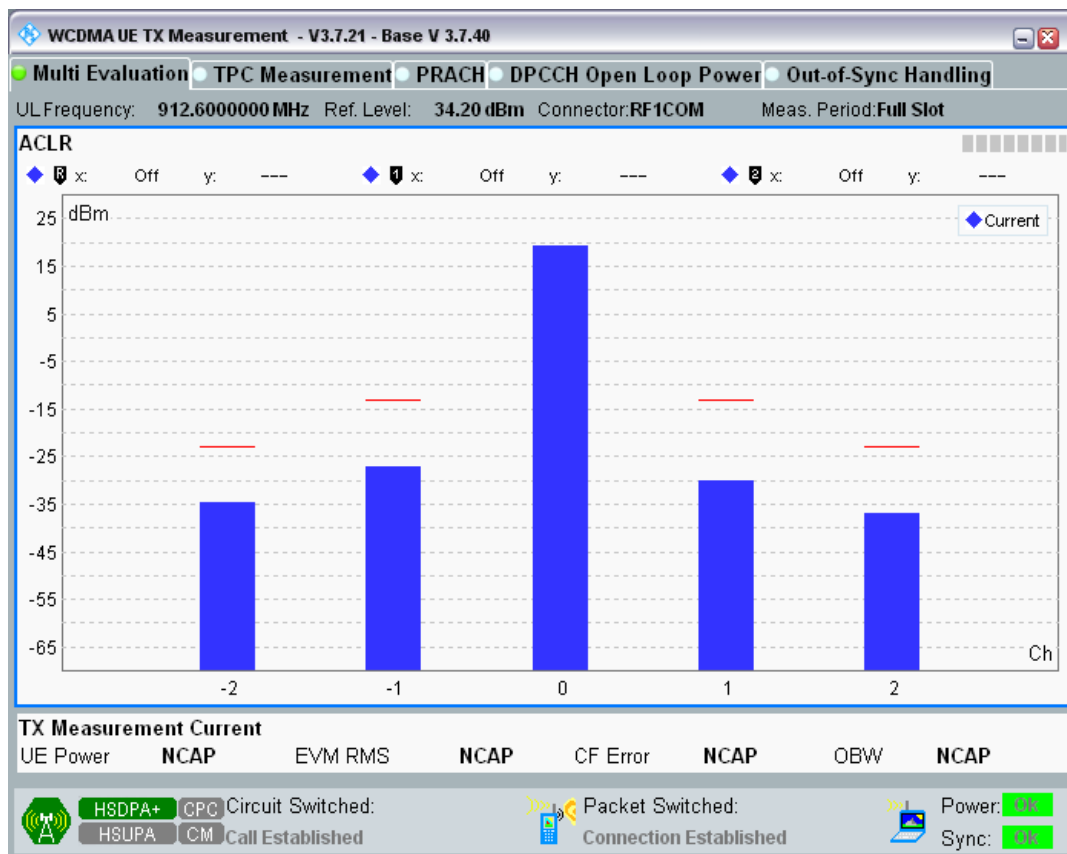 WCDMA UE TX Measurement - V3.7.21 - Base V 3.7.40
Multi Evaluation TPC Measurement PRACH DPCCH Open Loop Power Out-of-Sync Handling
UL Frequency: 912.6000000 MHz Ref. Level: 34.20 dBm Connector:RF1COM Meas. Period:Full Slot
ACLR
R x: Off y: --- 1 x: Off y: --- 2 x: Off y: ---
dBm
Current
25
15
5
-5
-15
-25
-35
-45
-55
-65
Ch
-2 -1 0 1 2
TX Measurement Current
UE Power NCAP EVM RMS NCAP CF Error NCAP OBW NCAP
HSDPA+ CPC Circuit Switched: Packet Switched: Power: Ok
HSUPA CM Call Established Connection Established Sync: Ok